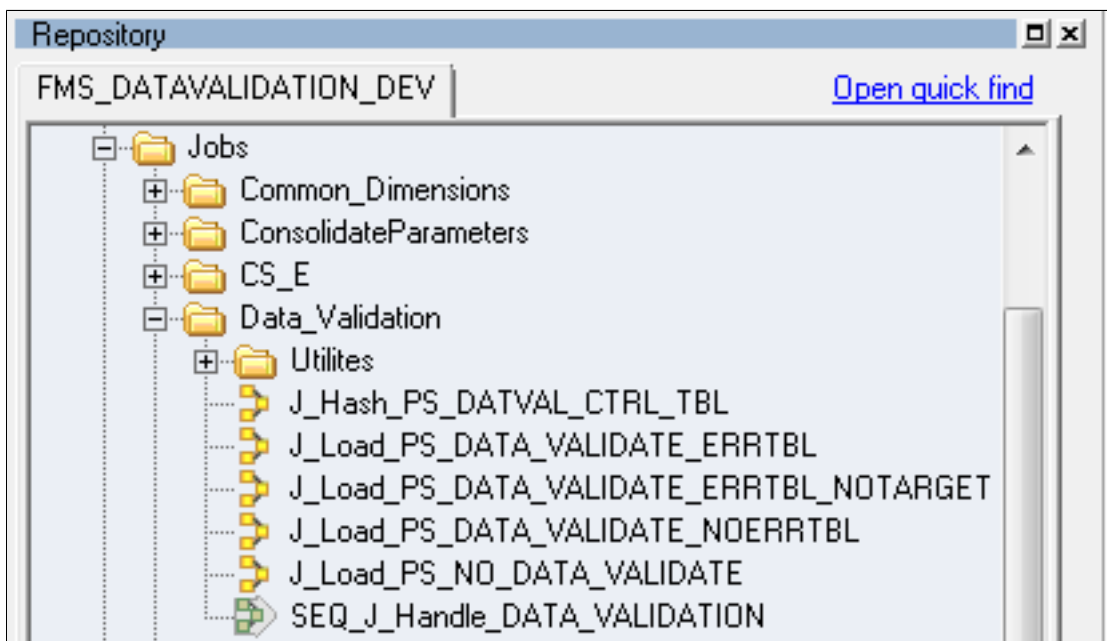 Repository
FMS_DATAVALIDATION_DEV Open quick find
Jobs
Common_Dimensions
ConsolidateParameters
CS_E
Data_Validation
Utilites
J_Hash_PS_DATVAL_CTRL_TBL
J_Load_PS_DATA_VALIDATE_ERRTBL
J_Load_PS_DATA_VALIDATE_ERRTBL_NOTARGET
J_Load_PS_DATA_VALIDATE_NOERRTBL
J_Load_PS_NO_DATA_VALIDATE
SEQ_J_Handle_DATA_VALIDATION